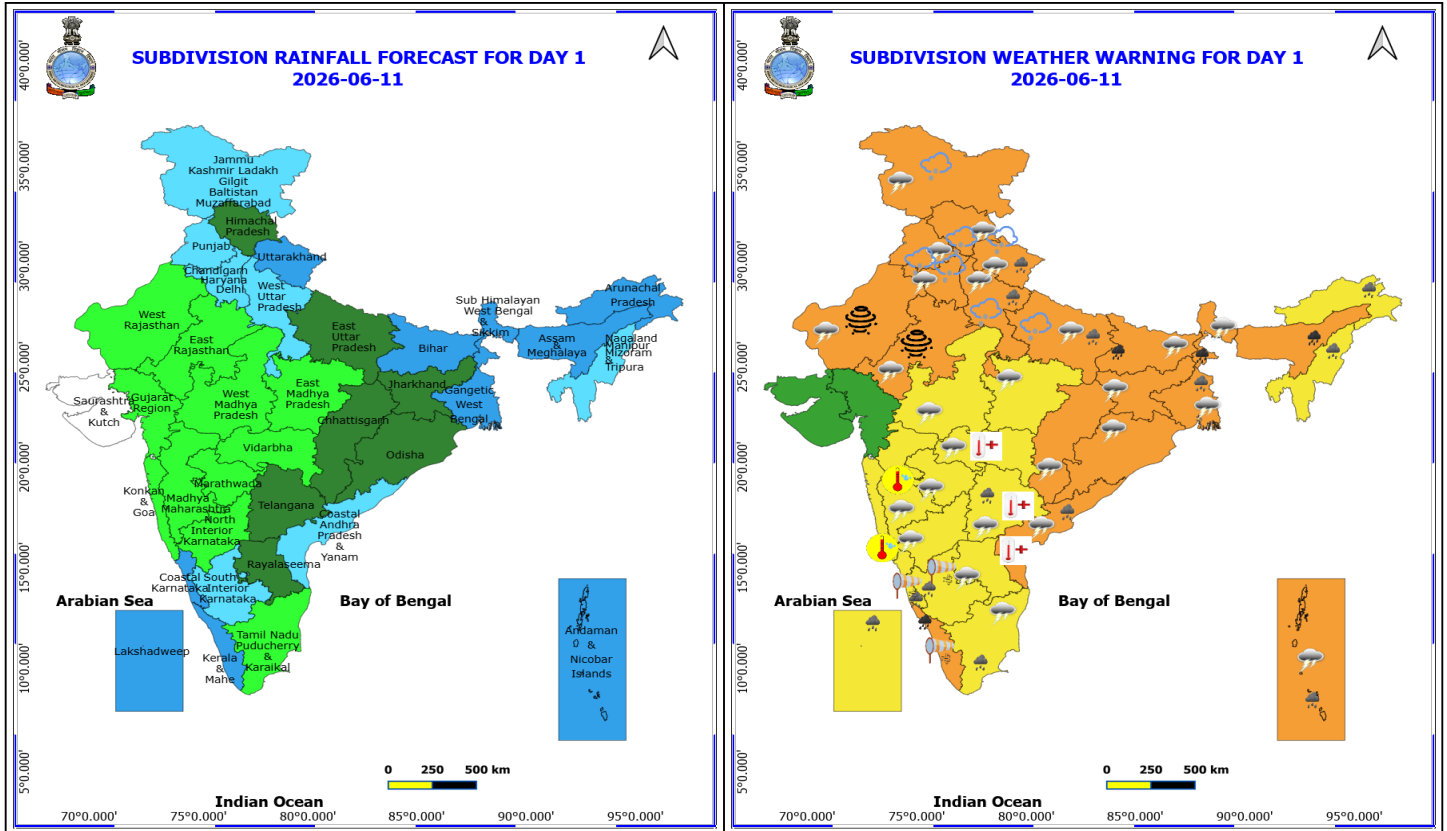 SUBDIVISION RAINFALL FORECAST FOR DAY 1
2026-06-11
40°0.000'
35°0.000'
30°0.000'
25°0.000'
20°0.000'
15°0.000'
10°0.000'
5°0.000'
Jammu
Kashmir Ladakh
Gilgit
Baltistan
Muzaffarabad
Himachal
Pradesh
Punjab
Uttarakhand
Chandigarh
Haryana
Delhi
West
Uttar
Pradesh
West
Rajasthan
East
Rajasthan
East
Uttar
Pradesh
Bihar
Sub Himalayan
West Bengal
&
Sikkim
Arunachal
Pradesh
Assam
&
Meghalaya
Nagaland
Manipur
Mizoram
&
Tripura
Jharkhand
Gangetic
West
Bengal
Saurashtra
&
Kutch
Gujarat
Region
West
Madhya
Pradesh
East
Madhya
Pradesh
Chhattisgarh
Odisha
Vidarbha
Konkan
&
Goa
Madhya
Maharashtra
Marathwada
Telangana
North
Interior
Karnataka
Coastal
Andhra
Pradesh
&
Yanam
Rayalaseema
Coastal
Karnataka
South
Interior
Karnataka
Arabian Sea
Bay of Bengal
Lakshadweep
Kerala
&
Mahe
Tamil Nadu
Puducherry
&
Karaikal
Andaman
&
Nicobar
Islands
0 250 500 km
Indian Ocean
70°0.000' 75°0.000' 80°0.000' 85°0.000' 90°0.000' 95°0.000'
SUBDIVISION WEATHER WARNING FOR DAY 1
2026-06-11
40°0.000'
35°0.000'
30°0.000'
25°0.000'
20°0.000'
15°0.000'
10°0.000'
5°0.000'
Arabian Sea
Bay of Bengal
0 250 500 km
Indian Ocean
70°0.000' 75°0.000' 80°0.000' 85°0.000' 90°0.000' 95°0.000'